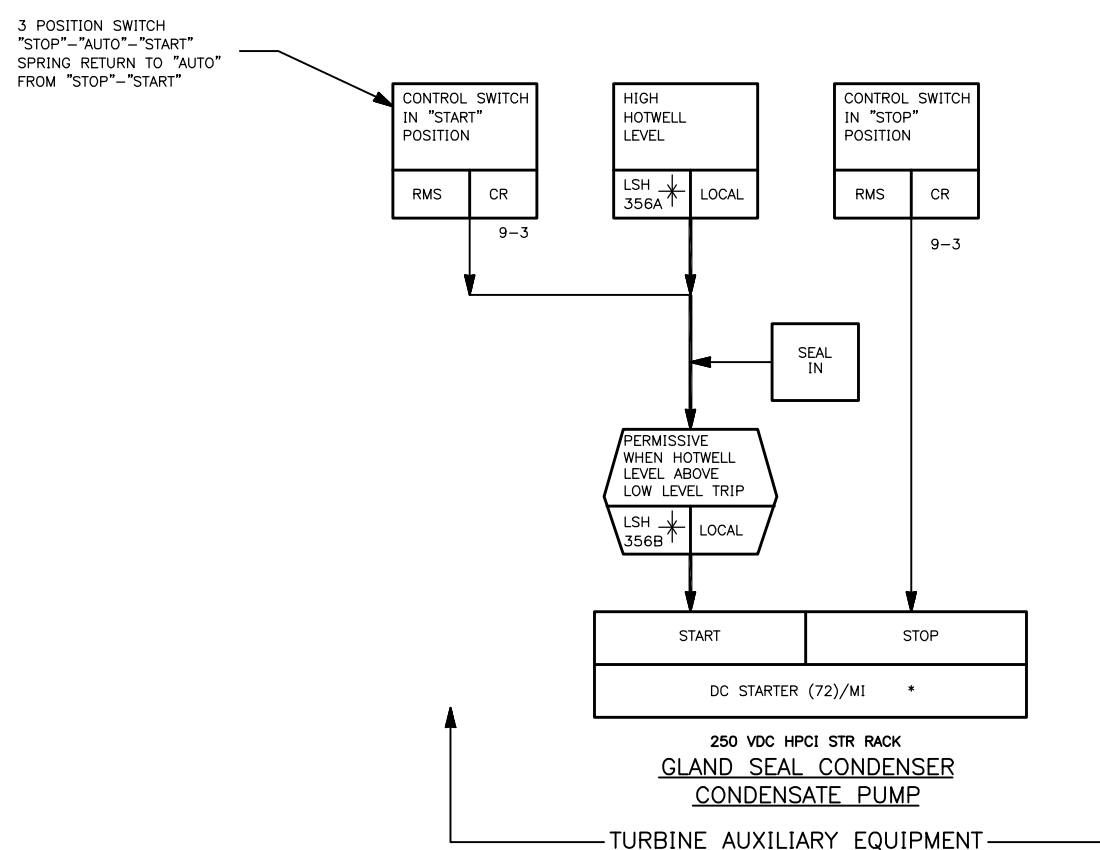 3 POSITION SWITCH
"STOP"-"AUTO"-"START"
SPRING RETURN TO "AUTO"
FROM "STOP"-"START"
CONTROL SWITCH
IN "START"
POSITION
RMS
CR
9-3
HIGH
HOTWELL
LEVEL
LSH
356A
LOCAL
CONTROL SWITCH
IN "STOP"
POSITION
RMS
CR
9-3
SEAL
IN
PERMISSIVE
WHEN HOTWELL
LEVEL ABOVE
LOW LEVEL TRIP
LSH
356B
LOCAL
START
STOP
DC STARTER (72)/MI *
250 VDC HPCI STR RACK
GLAND SEAL CONDENSER
CONDENSATE PUMP
TURBINE AUXILIARY EQUIPMENT